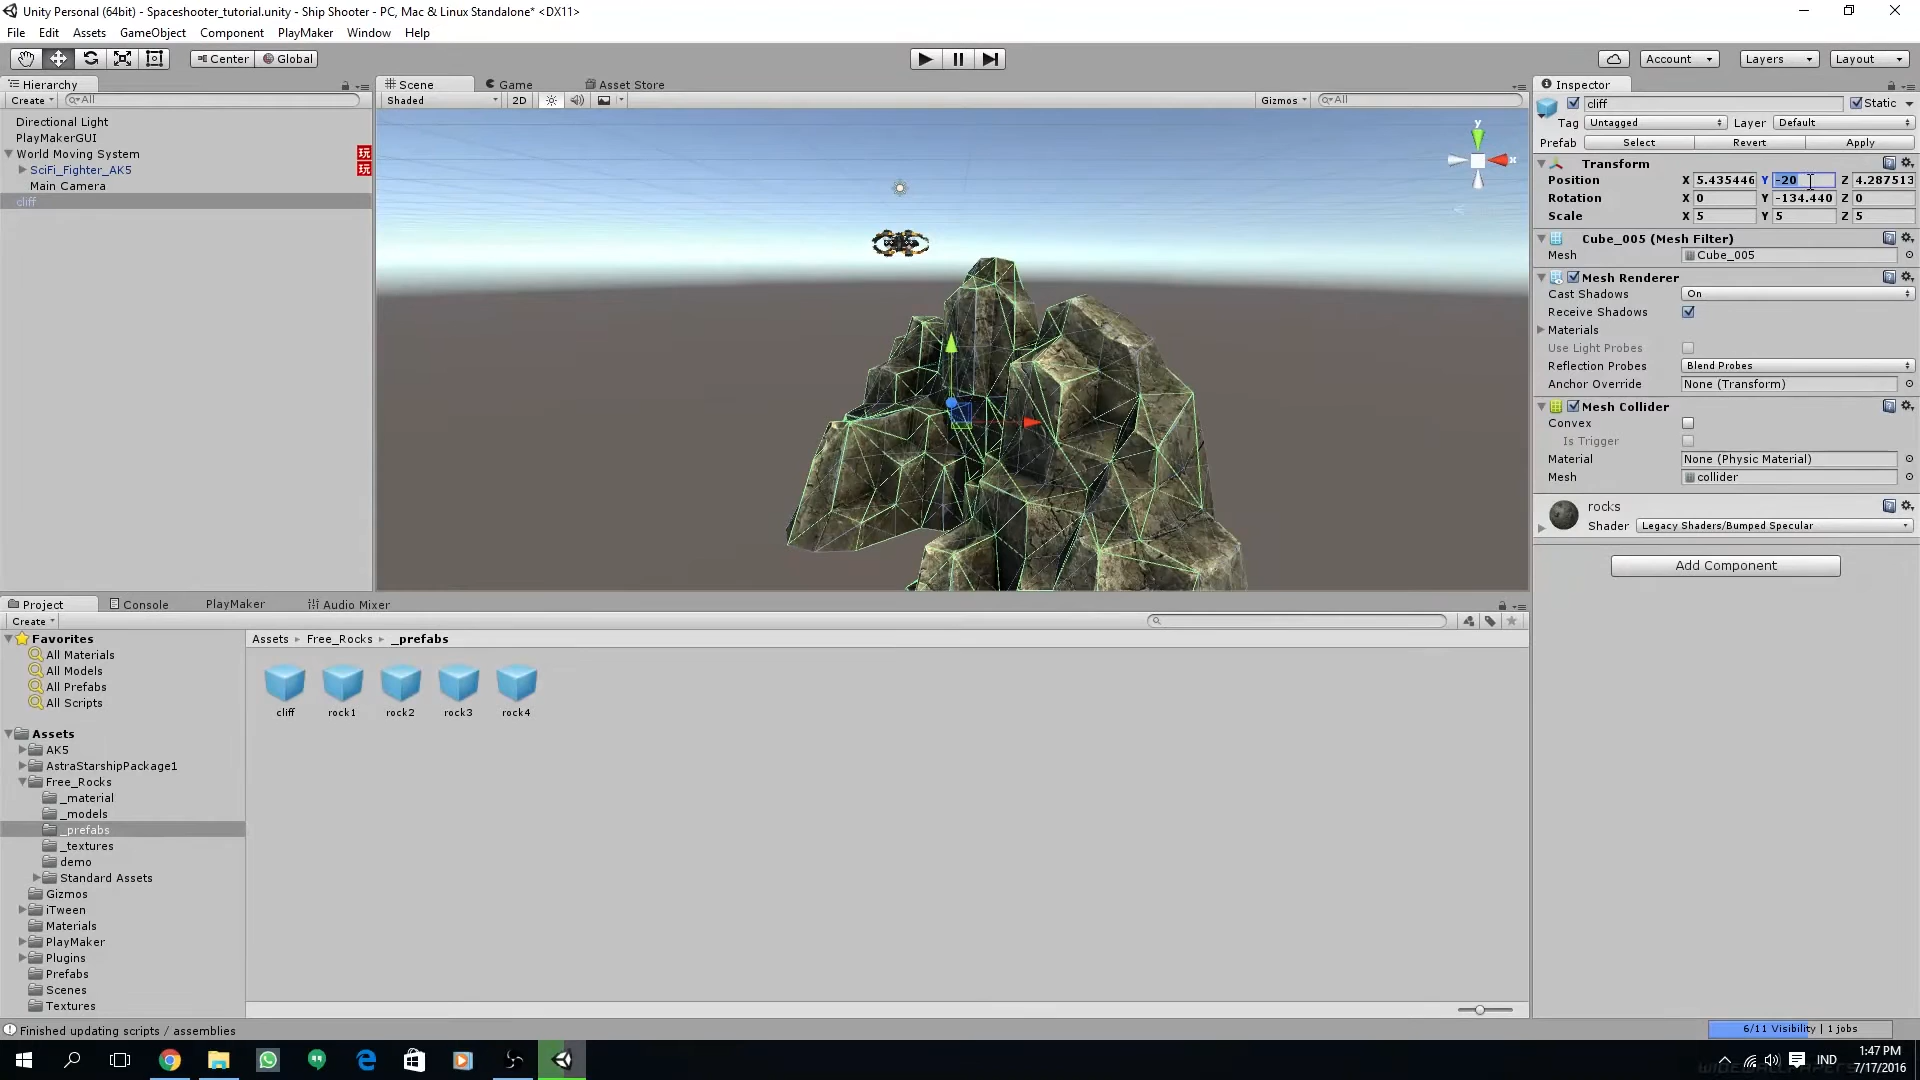 Unity Personal (64bit) - Spaceshooter_tutorial.unity - Ship Shooter - PC, Mac & Linux Standalone* <DX11>
File Edit Assets GameObject Component PlayMaker Window Help
Center Global Account Layers Layout
Hierarchy
Create All
Directional Light
PlayMakerGUI
World Moving System 玩
SciFi_Fighter_AK5 玩
Main Camera
cliff
Scene Game Asset Store
Shaded 2D Gizmos All
y
x
Inspector
cliff Static
Tag Untagged Layer Default
Prefab Select Revert Apply
Transform
Position X 5.435446 Y -20 Z 4.287513
Rotation X 0 Y -134.440 Z 0
Scale X 5 Y 5 Z 5
Cube_005 (Mesh Filter)
Mesh Cube_005
Mesh Renderer
Cast Shadows On
Receive Shadows
Materials
Use Light Probes
Reflection Probes Blend Probes
Anchor Override None (Transform)
Mesh Collider
Convex
Is Trigger
Material None (Physic Material)
Mesh collider
rocks
Shader Legacy Shaders/Bumped Specular
Add Component
Project Console PlayMaker Audio Mixer
Create
Favorites
All Materials
All Models
All Prefabs
All Scripts
Assets
AK5
AstraStarshipPackage1
Free_Rocks
_material
_models
_prefabs
_textures
demo
Standard Assets
Gizmos
iTween
Materials
PlayMaker
Plugins
Prefabs
Scenes
Textures
Assets Free_Rocks _prefabs
cliff rock1 rock2 rock3 rock4
Finished updating scripts / assemblies
6/11 Visibility | 1 jobs
IND
1:47 PM
7/17/2016